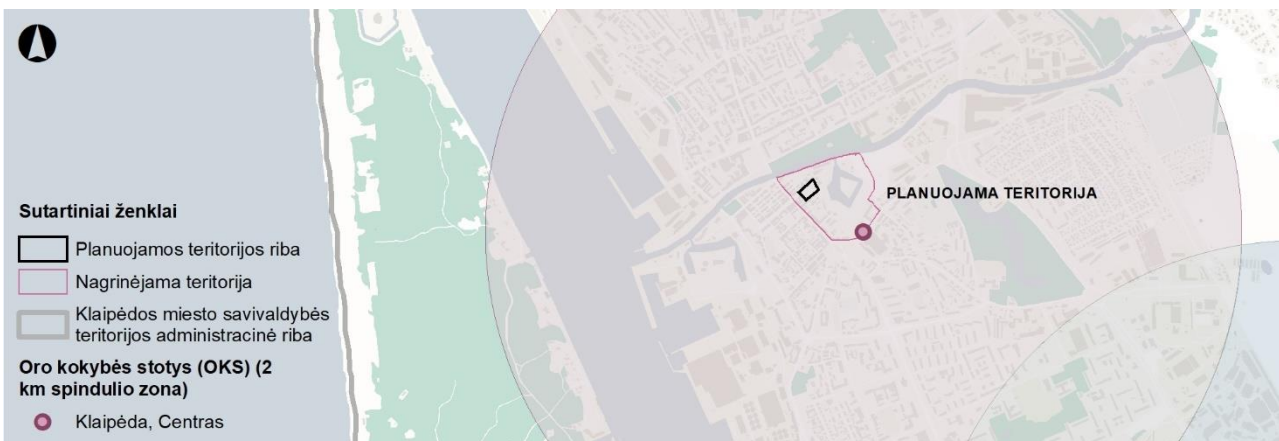 Sutartiniai ženklai
Planuojamos teritorijos riba
Nagrinėjama teritorija
Klaipėdos miesto savivaldybės
teritorijos administracinė riba
Oro kokybės stotys (OKS) (2
km spindulio zona)
Klaipėda, Centras
PLANUOJAMA TERITORIJA